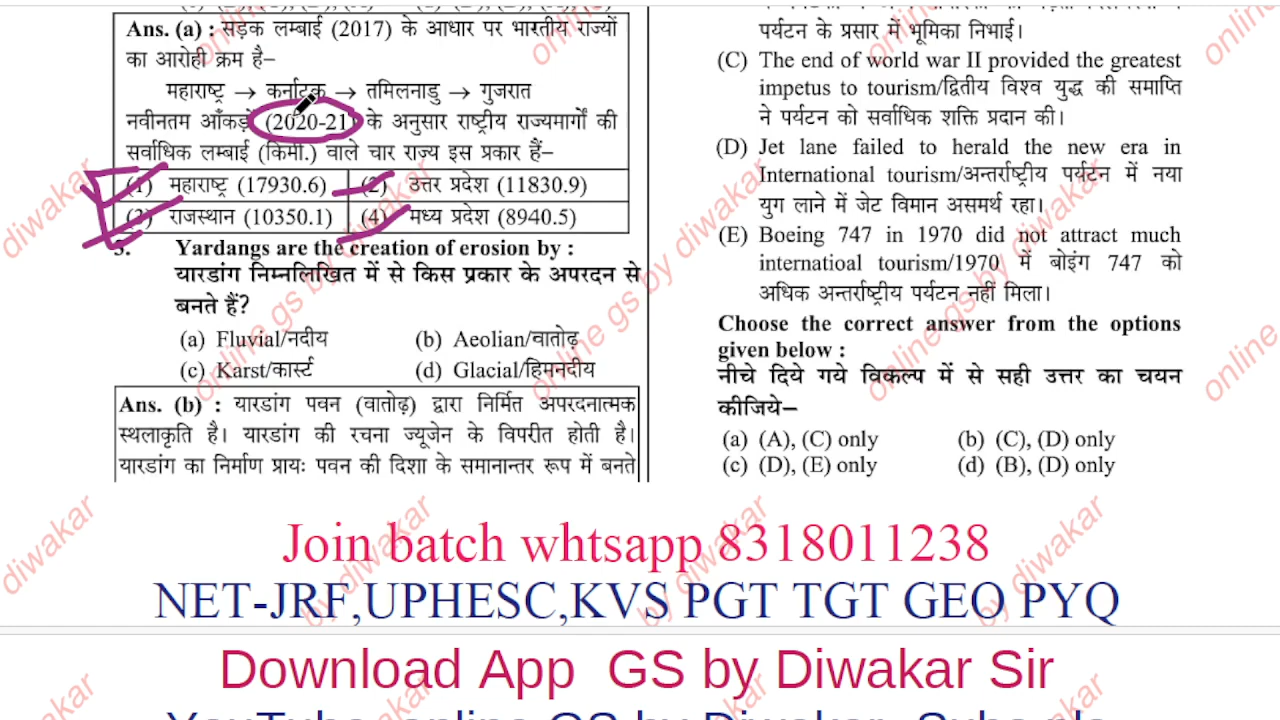 Ans. (a) : सड़क लम्बाई (2017) के आधार पर भारतीय राज्यों
का आरोही क्रम है–
महाराष्ट्र → कर्नाटक → तमिलनाडु → गुजरात
नवीनतम आँकड़े (2020-21) के अनुसार राष्ट्रीय राज्यमार्गों की
सर्वाधिक लम्बाई (किमी.) वाले चार राज्य इस प्रकार हैं–
(1) महाराष्ट्र (17930.6) (2) उत्तर प्रदेश (11830.9)
(3) राजस्थान (10350.1) (4) मध्य प्रदेश (8940.5)
Yardangs are the creation of erosion by :
यारडांग निम्नलिखित में से किस प्रकार के अपरदन से
बनते हैं?
(a) Fluvial/नदीय (b) Aeolian/वातोढ़
(c) Karst/कार्स्ट (d) Glacial/हिमनदीय
Ans. (b) : यारडांग पवन (वातोढ़) द्वारा निर्मित अपरदनात्मक
स्थलाकृति है। यारडांग की रचना ज्यूजेन के विपरीत होती है।
यारडांग का निर्माण प्रायः पवन की दिशा के समानान्तर रूप में बनते
पर्यटन के प्रसार में भूमिका निभाई।
(C) The end of world war II provided the greatest
impetus to tourism/द्वितीय विश्व युद्ध की समाप्ति
ने पर्यटन को सर्वाधिक शक्ति प्रदान की।
(D) Jet lane failed to herald the new era in
International tourism/अन्तर्राष्ट्रीय पर्यटन में नया
युग लाने में जेट विमान असमर्थ रहा।
(E) Boeing 747 in 1970 did not attract much
internatioal tourism/1970 में बोइंग 747 को
अधिक अन्तर्राष्ट्रीय पर्यटन नहीं मिला।
Choose the correct answer from the options
given below :
नीचे दिये गये विकल्प में से सही उत्तर का चयन
कीजिये–
(a) (A), (C) only (b) (C), (D) only
(c) (D), (E) only (d) (B), (D) only
Join batch whtsapp 8318011238
NET-JRF,UPHESC,KVS PGT TGT GEO PYQ
Download App GS by Diwakar Sir
online gs by diwakar